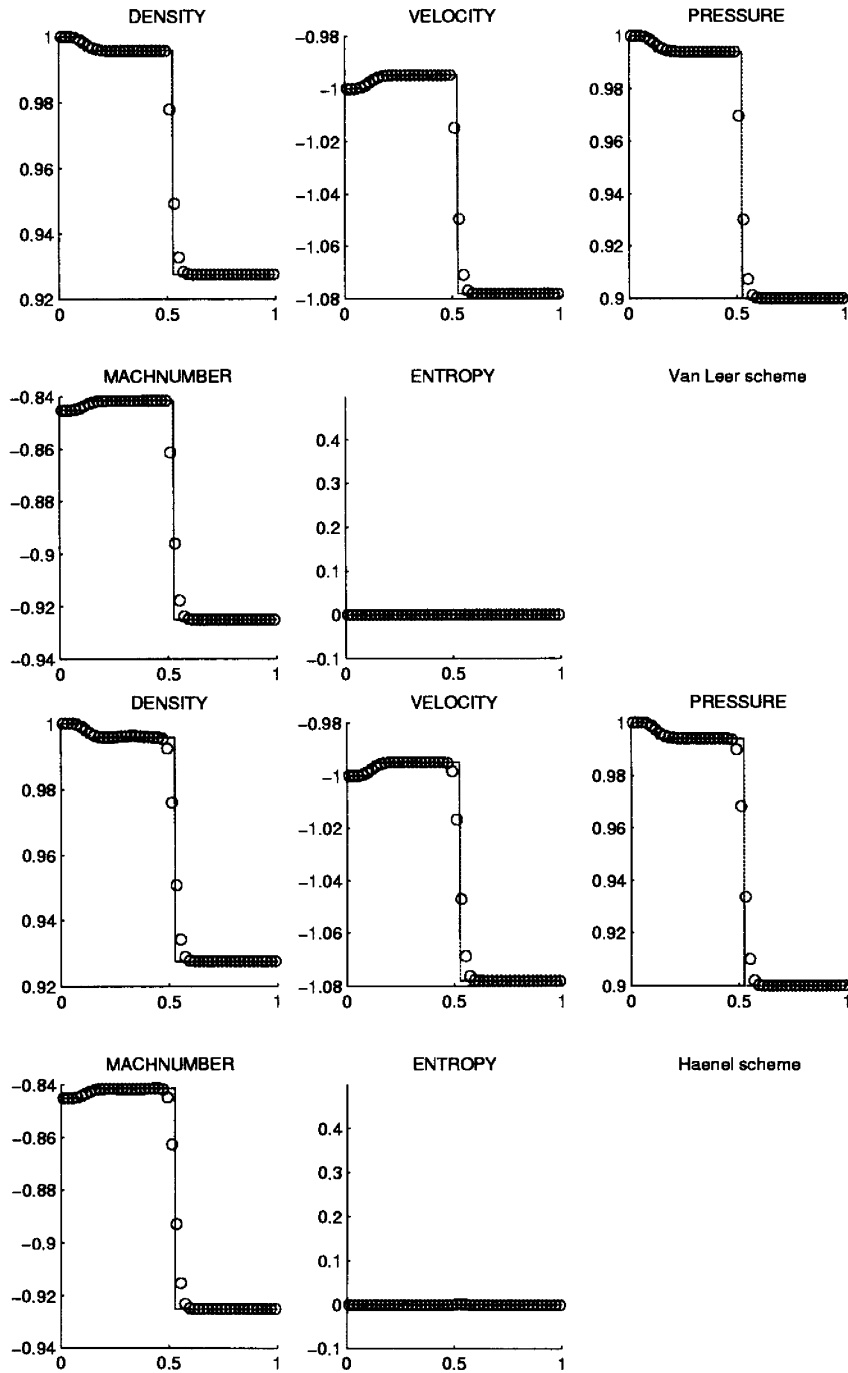 DENSITY VELOCITY PRESSURE
1 0.98 0.96 0.94 0.92 0 0.5 1
−0.98 −1 −1.02 −1.04 −1.06 −1.08 0 0.5 1
1 0.98 0.96 0.94 0.92 0.9 0 0.5 1
MACHNUMBER ENTROPY Van Leer scheme
−0.84 −0.86 −0.88 −0.9 −0.92 −0.94 0 0.5 1
0.4 0.3 0.2 0.1 0 −0.1 0 0.5 1
DENSITY VELOCITY PRESSURE
1 0.98 0.96 0.94 0.92 0 0.5 1
−0.98 −1 −1.02 −1.04 −1.06 −1.08 0 0.5 1
1 0.98 0.96 0.94 0.92 0.9 0 0.5 1
MACHNUMBER ENTROPY Haenel scheme
−0.84 −0.86 −0.88 −0.9 −0.92 −0.94 0 0.5 1
0.4 0.3 0.2 0.1 0 −0.1 0 0.5 1